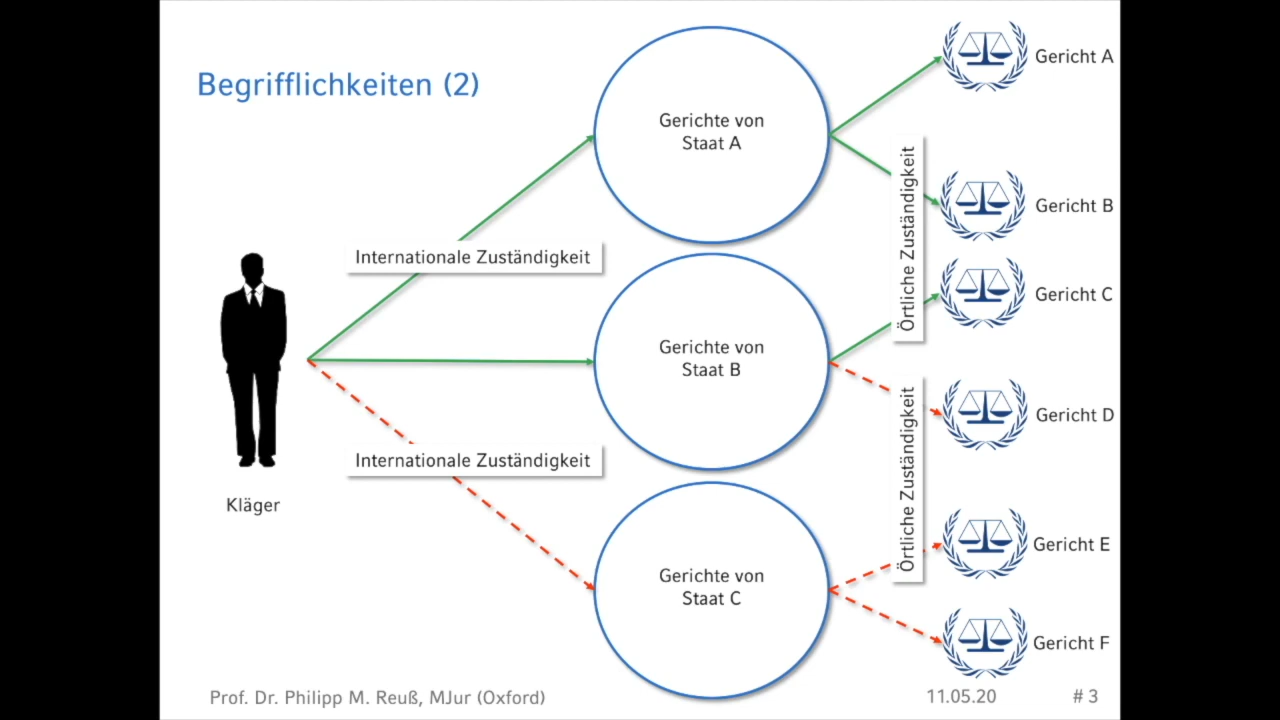 Begrifflichkeiten (2)
Gerichte von
Staat A
Gericht A
Gericht B
Örtliche Zuständigkeit
Internationale Zuständigkeit
Gerichte von
Staat B
Gericht C
Gericht D
Örtliche Zuständigkeit
Internationale Zuständigkeit
Kläger
Gerichte von
Staat C
Gericht E
Gericht F
Prof. Dr. Philipp M. Reuß, MJur (Oxford)
11.05.20
# 3